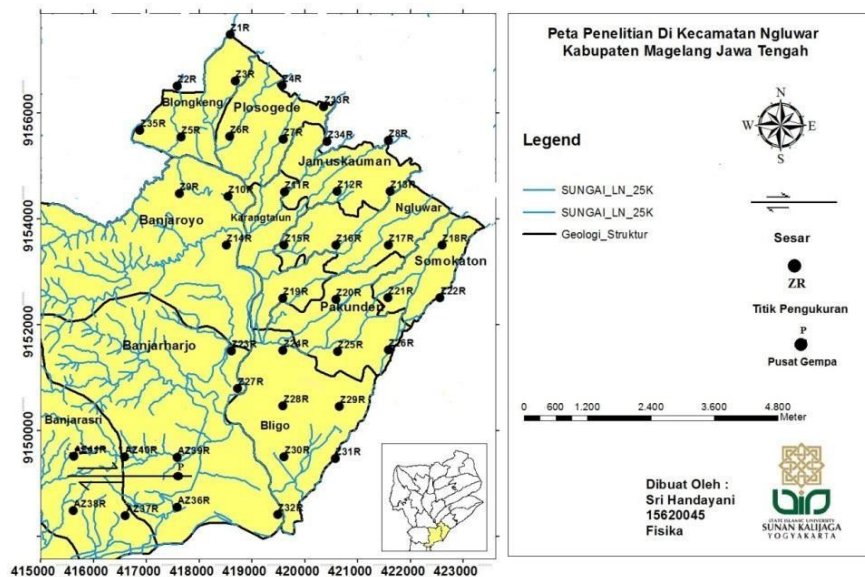 Z1R
Z2R
Z3R
Z4R
Blongkeng
Plosogede
Z33R
Z35R
Z5R
Z6R
Z7R
Z34R
Z8R
Jamuskauman
Z9R
Z10R
Z11R
Z12R
Z13R
Ngluwar
Banjaroyo
Karangtalun
Z14R
Z15R
Z16R
Z17R
Z18R
Somokaton
Z19R
Z20R
Z21R
Z22R
Pakunden
Banjarharjo
Z23R
Z24R
Z25R
Z26R
Z27R
Z28R
Z29R
Banjarasri
Bligo
AZ40R
AZ39R
Z30R
Z31R
P
AZ38R
AZ37R
AZ36R
Z32R
9156000
9154000
9152000
9150000
415000 416000 417000 418000 419000 420000 421000 422000 423000
Peta Penelitian Di Kecamatan Ngluwar
Kabupaten Magelang Jawa Tengah
Legend
SUNGAI_LN_25K
SUNGAI_LN_25K
Geologi_Struktur
N
W
E
S
Sesar
ZR
Titik Pengukuran
P
Pusat Gempa
0 600 1.200 2.400 3.600 4.800
Meter
Dibuat Oleh :
Sri Handayani
15620045
Fisika
STATE ISLAMIC UNIVERSITY
SUNAN KALIJAGA
YOGYAKARTA